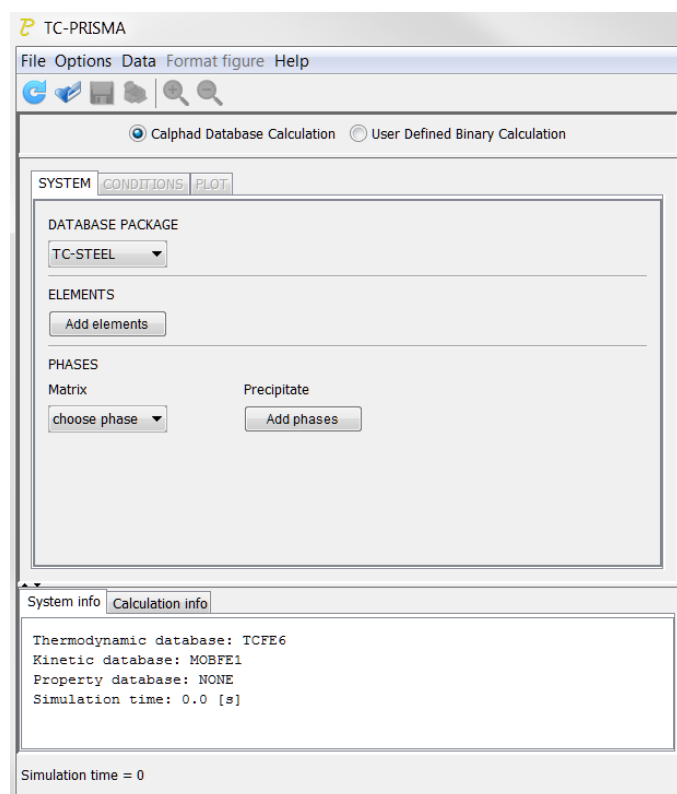 TC-PRISMA
File Options Data Format figure Help
Calphad Database Calculation User Defined Binary Calculation
SYSTEM CONDITIONS PLOT
DATABASE PACKAGE
TC-STEEL
ELEMENTS
Add elements
PHASES
Matrix Precipitate
choose phase Add phases
System info Calculation info
Thermodynamic database: TCFE6
Kinetic database: MOBFE1
Property database: NONE
Simulation time: 0.0 [s]
Simulation time = 0